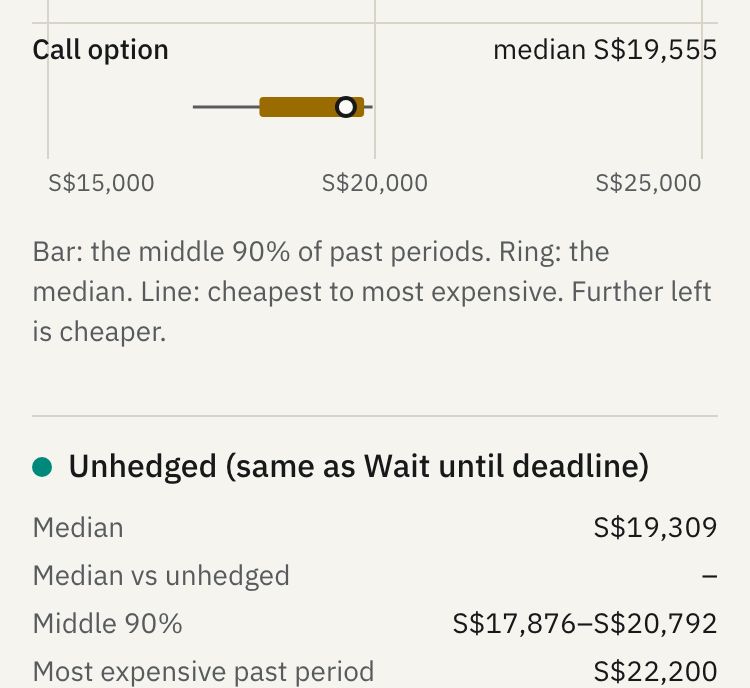 Call option
median S$19,555
S$15,000
S$20,000
S$25,000
Bar: the middle 90% of past periods. Ring: the
median. Line: cheapest to most expensive. Further left
is cheaper.
Unhedged (same as Wait until deadline)
Median
S$19,309
Median vs unhedged
–
Middle 90%
S$17,876–S$20,792
Most expensive past period
S$22,200